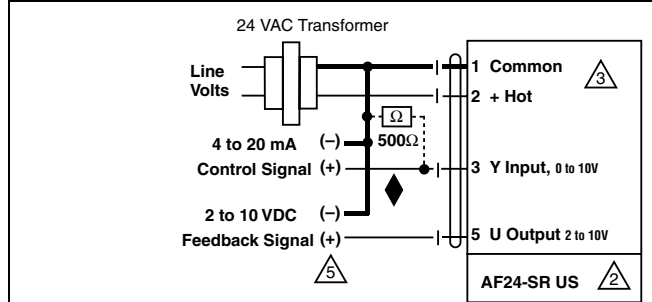 24 VAC Transformer
Line
Volts
1 Common
3
2 + Hot
Ω
500Ω
4 to 20 mA (–)
Control Signal (+)
3 Y Input, 0 to 10V
2 to 10 VDC (–)
Feedback Signal (+)
5 U Output 2 to 10V
5
AF24-SR US
2